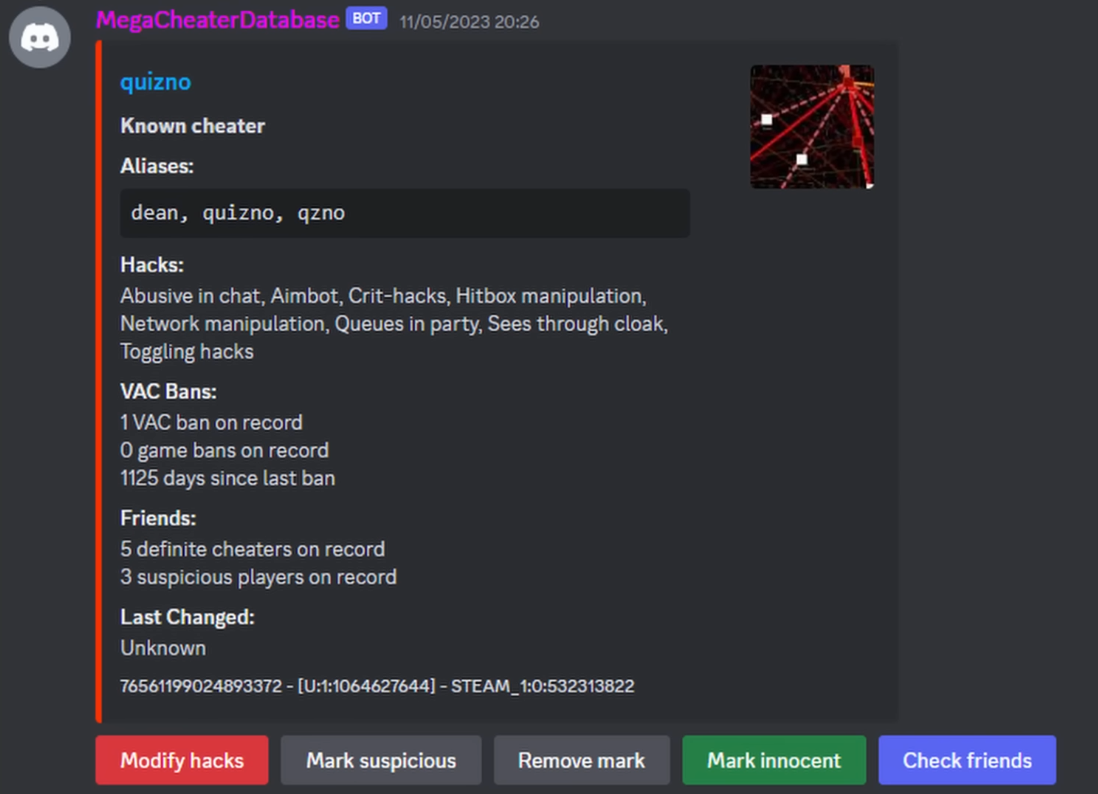 MegaCheaterDatabase BOT 11/05/2023 20:26
quizno
Known cheater
Aliases:
dean, quizno, qzno
Hacks:
Abusive in chat, Aimbot, Crit-hacks, Hitbox manipulation,
Network manipulation, Queues in party, Sees through cloak,
Toggling hacks
VAC Bans:
1 VAC ban on record
0 game bans on record
1125 days since last ban
Friends:
5 definite cheaters on record
3 suspicious players on record
Last Changed:
Unknown
76561199024893372 - [U:1:1064627644] - STEAM_1:0:532313822
Modify hacks Mark suspicious Remove mark Mark innocent Check friends